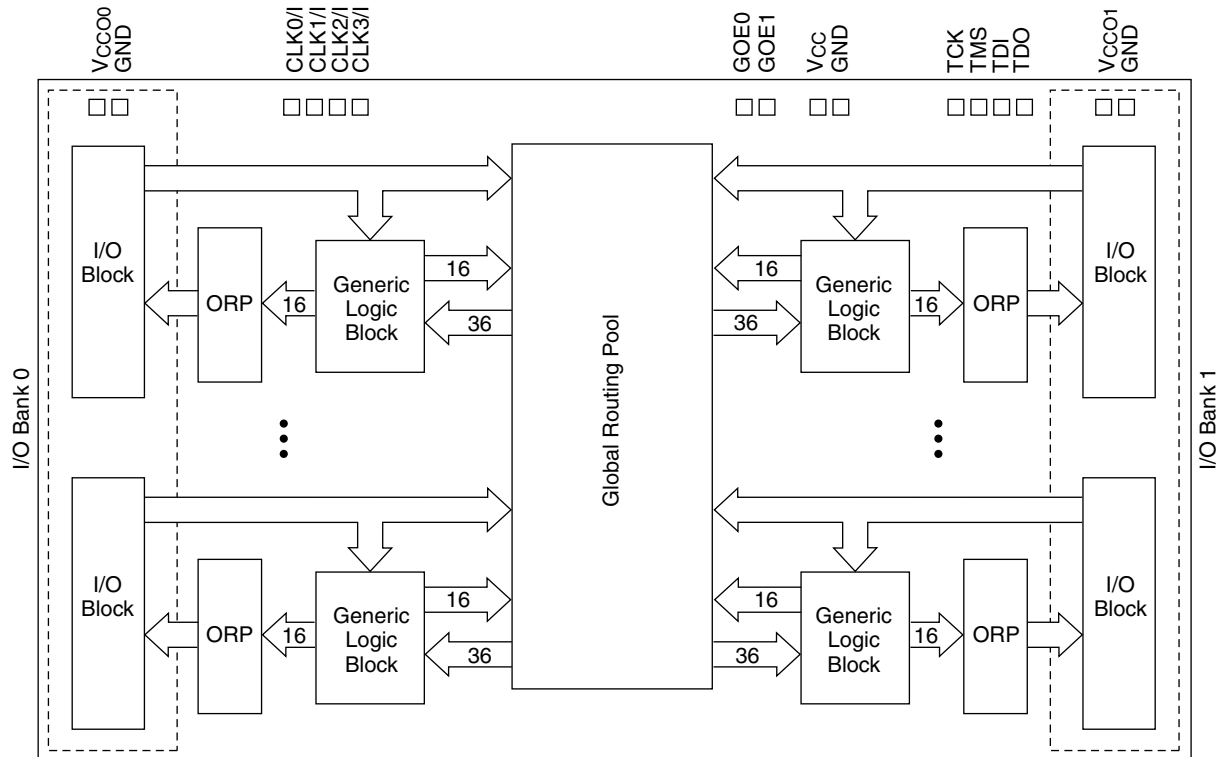 VCCO0
GND
CLK0/I
CLK1/I
CLK2/I
CLK3/I
GOE0
GOE1
VCC
GND
TCK
TMS
TDI
TDO
VCCO1
GND
I/O Bank 0
I/O
Block
ORP
16
Generic
Logic
Block
16
36
Global Routing Pool
16
36
Generic
Logic
Block
16
ORP
I/O
Block
I/O Bank 1
I/O
Block
ORP
16
Generic
Logic
Block
16
36
16
36
Generic
Logic
Block
16
ORP
I/O
Block